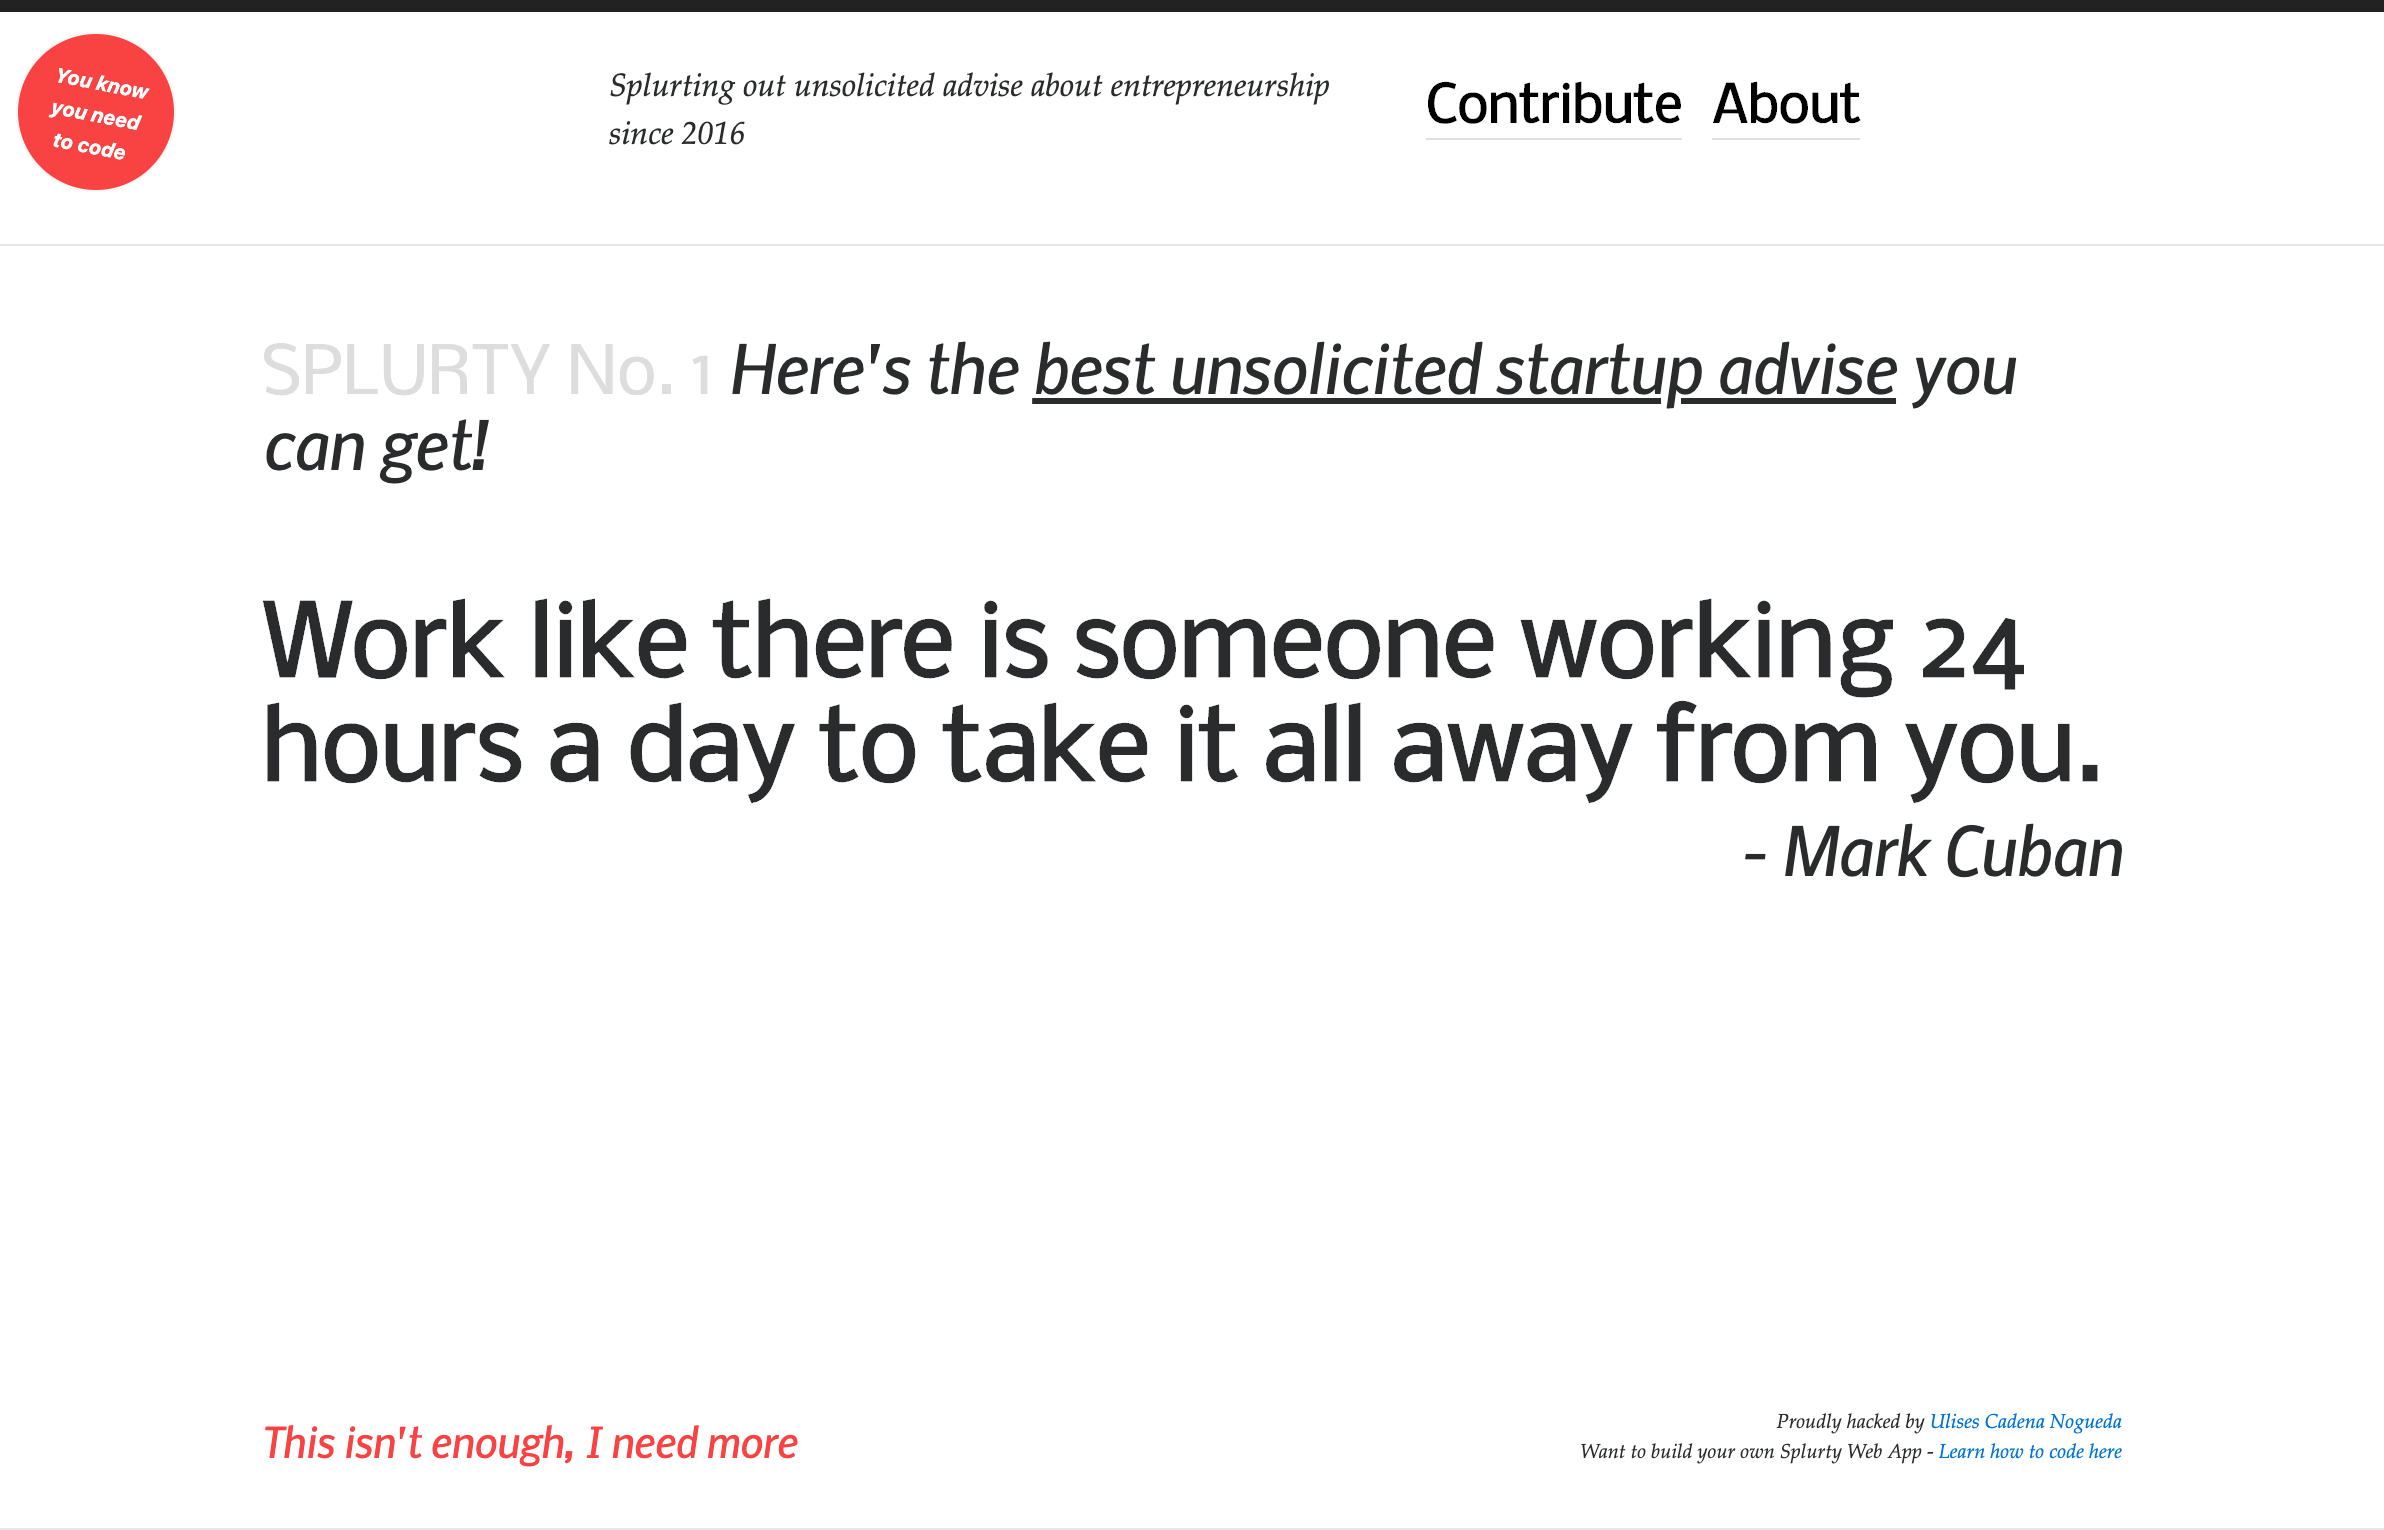 You know
you need
to code
Splurting out unsolicited advise about entrepreneurship
since 2016
Contribute About
SPLURTY No. 1 Here's the best unsolicited startup advise you
can get!
Work like there is someone working 24
hours a day to take it all away from you.
- Mark Cuban
This isn't enough, I need more
Proudly hacked by Ulises Cadena Nogueda
Want to build your own Splurty Web App - Learn how to code here